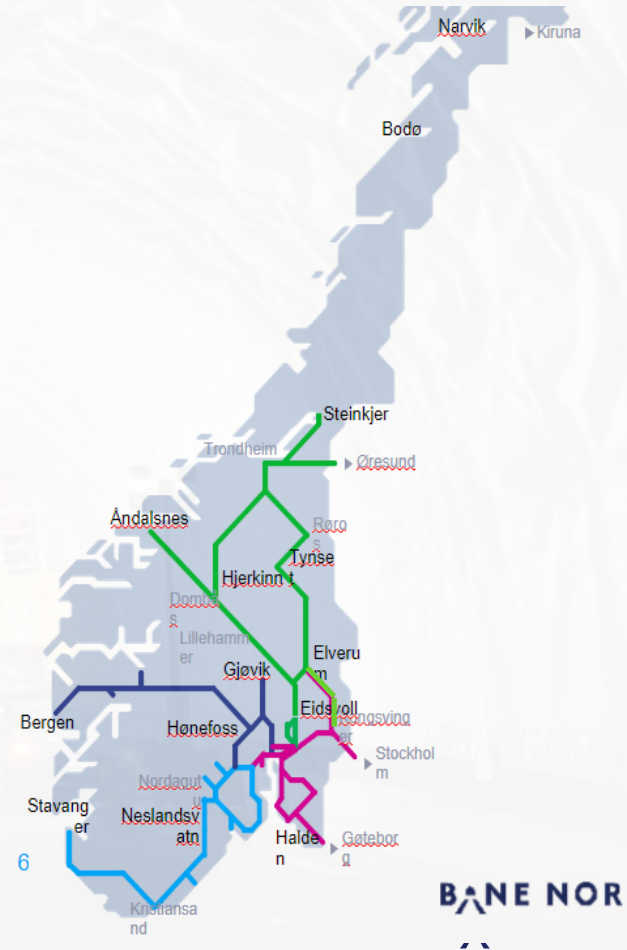 Narvik
Kiruna
Bodø
Steinkjer
Trondheim
Øresund
Åndalsnes
Røro
s
Tynse
t
Hjerkinn
Domba
s
Lillehamm
er
Elveru
m
Gjøvik
Eidsvoll
Kongsving
er
Bergen
Hønefoss
Stockhol
m
Nordagut
u
Stavang
er
Neslandsv
atn
Halde
n
Gøtebor
g
6
Kristiansa
nd
BANE NOR